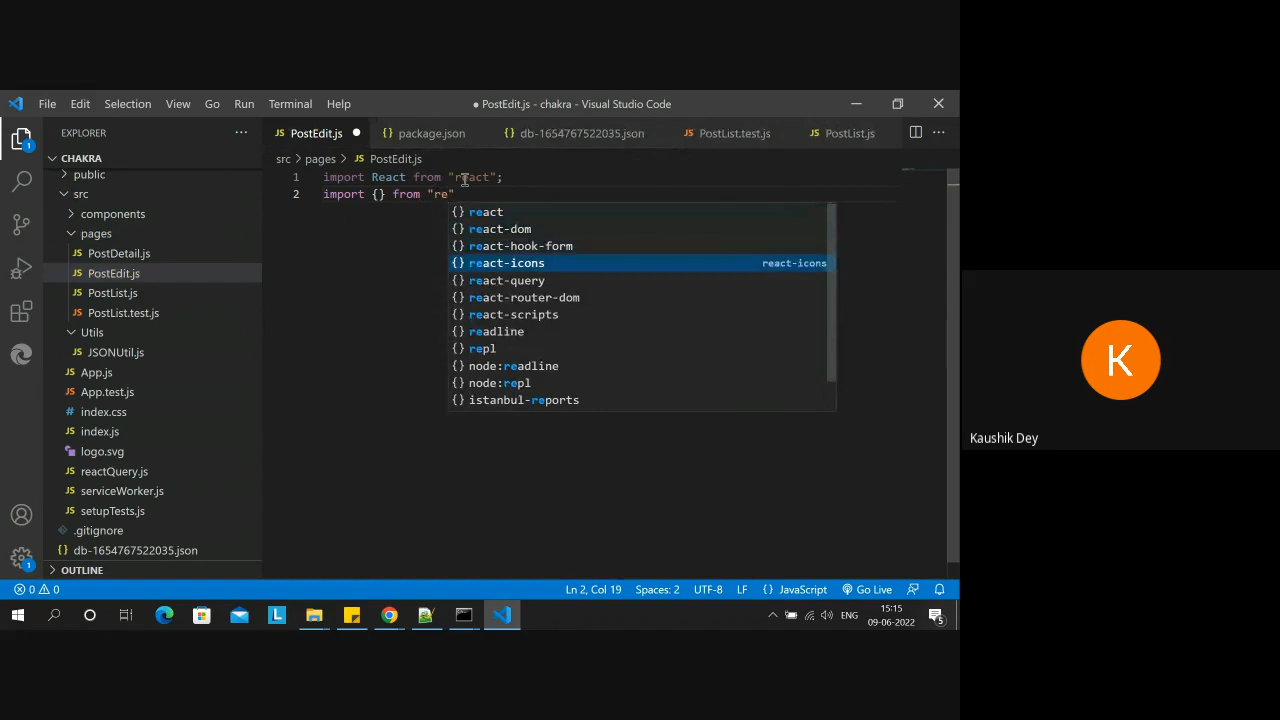 File Edit Selection View Go Run Terminal Help
● PostEdit.js - chakra - Visual Studio Code
EXPLORER
PostEdit.js
package.json
db-1654767522035.json
PostList.test.js
PostList.js
CHAKRA
public
src
components
pages
PostDetail.js
PostEdit.js
PostList.js
PostList.test.js
Utils
JSONUtil.js
App.js
App.test.js
index.css
index.js
logo.svg
reactQuery.js
serviceWorker.js
setupTests.js
.gitignore
db-1654767522035.json
OUTLINE
src > pages > JS PostEdit.js
1 import React from "react";
2 import {} from "re"
react
react-dom
react-hook-form
react-icons react-icons
react-query
react-router-dom
react-scripts
readline
repl
node:readline
node:repl
istanbul-reports
0 0
Ln 2, Col 19 Spaces: 2 UTF-8 LF {} JavaScript Go Live
ENG
15:15
09-06-2022
5
K
Kaushik Dey